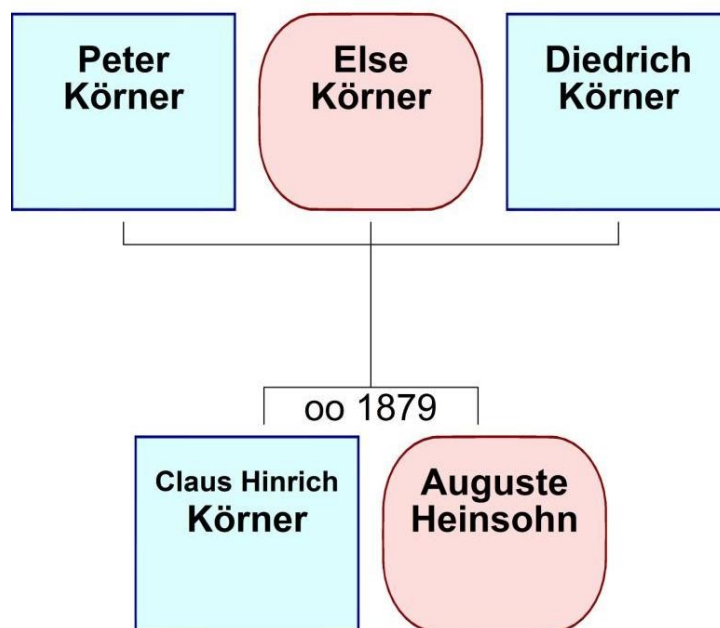 Peter
Körner
Else
Körner
Diedrich
Körner
oo 1879
Claus Hinrich
Körner
Auguste
Heinsohn